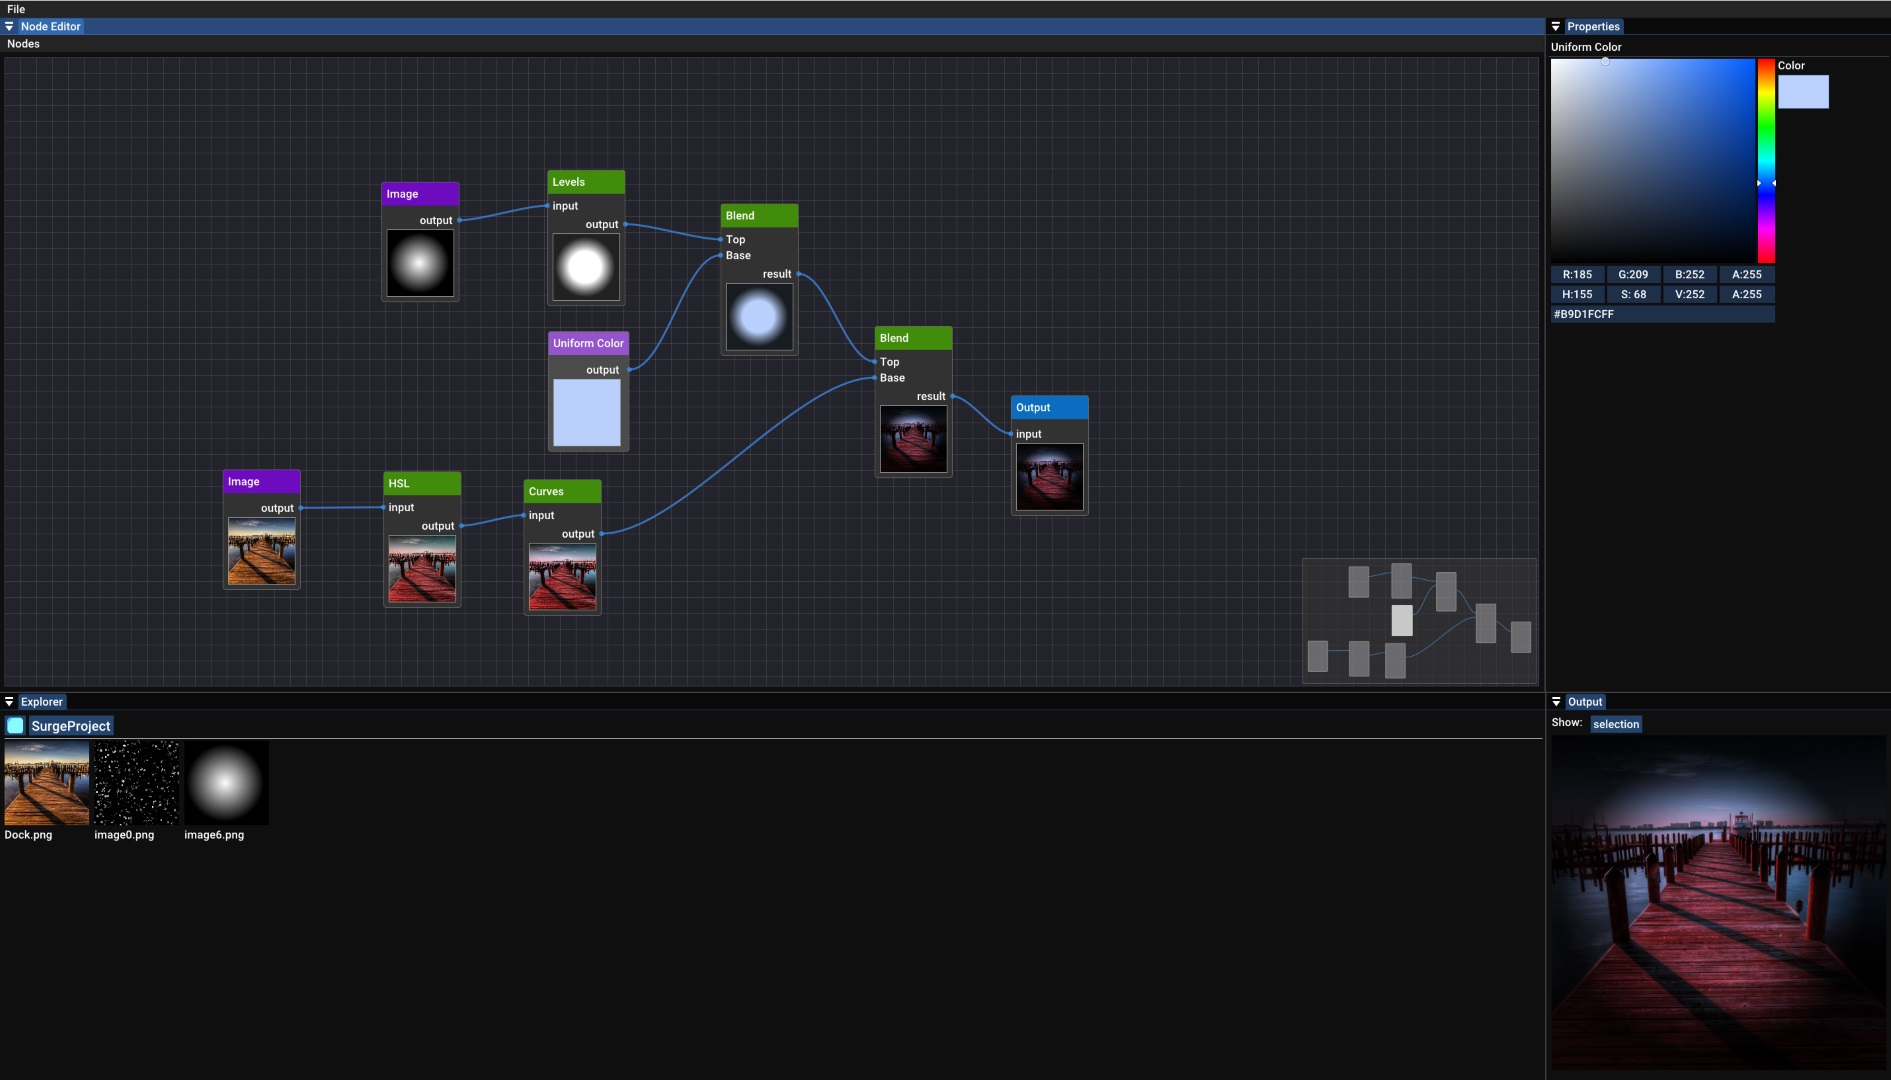 File
Node Editor
Nodes
Image
output
Levels
input
output
Blend
Top
Base
result
Uniform Color
output
Blend
Top
Base
result
Output
input
Image
output
HSL
input
output
Curves
input
output
Properties
Uniform Color
Color
R:185 G:209 B:252 A:255
H:155 S: 68 V:252 A:255
#B9D1FCFF
Explorer
SurgeProject
Dock.png image0.png image6.png
Output
Show: selection